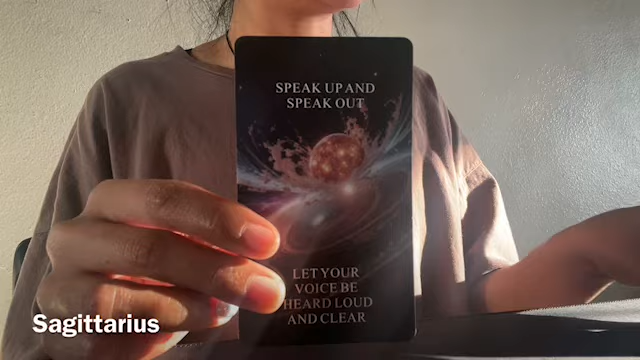 SPEAK UP AND
SPEAK OUT
LET YOUR
VOICE BE
HEARD LOUD
AND CLEAR
Sagittarius